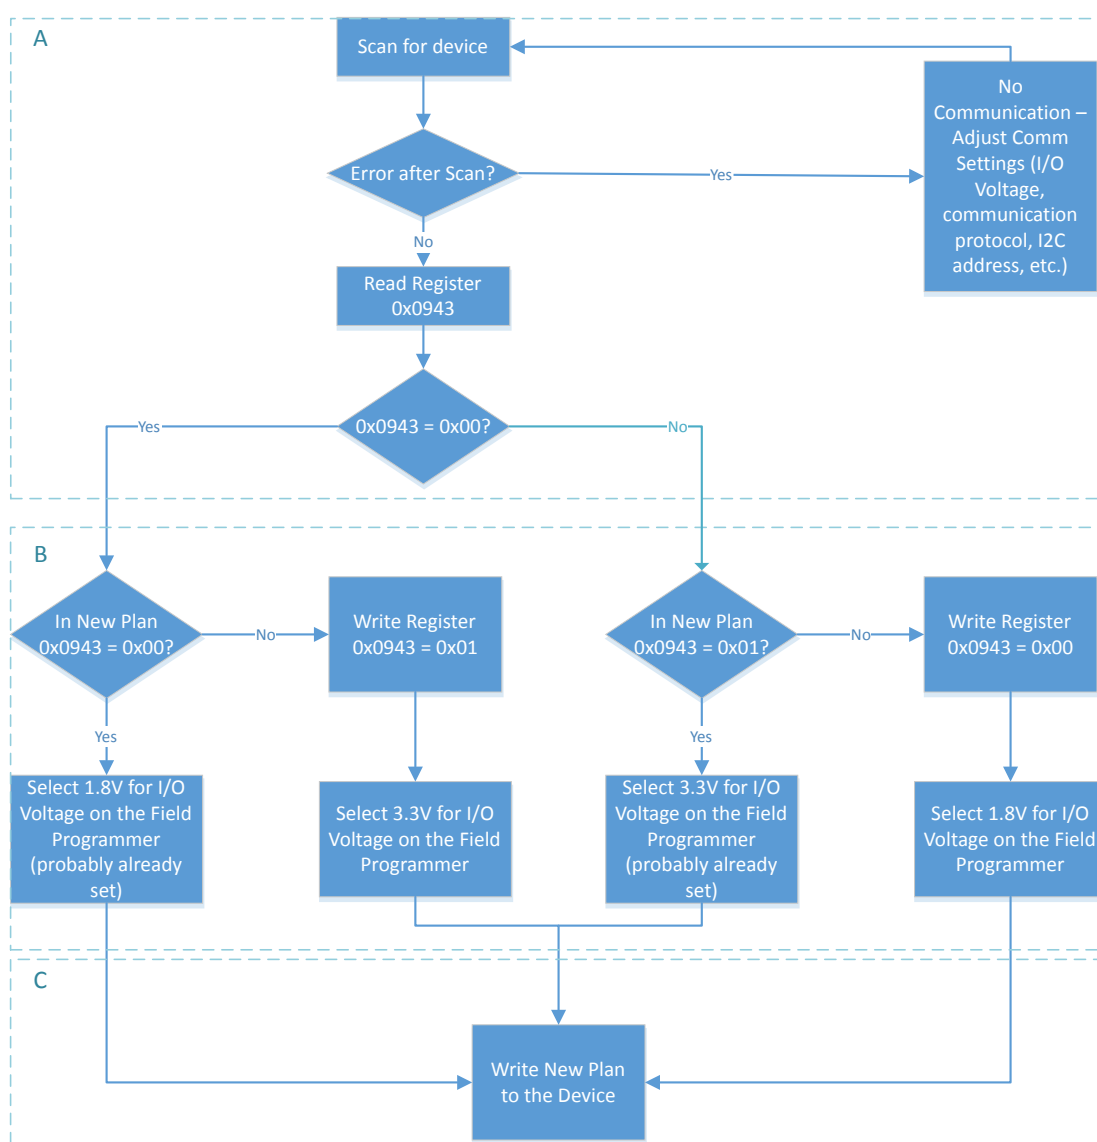 A
Scan for device
No
Communication –
Adjust Comm
Settings (I/O
Voltage,
communication
protocol, I2C
address, etc.)
Error after Scan?
Yes
No
Read Register
0x0943
0x0943 = 0x00?
Yes
No
B
In New Plan
0x0943 = 0x00?
No
Write Register
0x0943 = 0x01
In New Plan
0x0943 = 0x01?
No
Write Register
0x0943 = 0x00
Yes
Yes
Select 1.8V for I/O
Voltage on the Field
Programmer
(probably already
set)
Select 3.3V for I/O
Voltage on the Field
Programmer
Select 3.3V for I/O
Voltage on the Field
Programmer
(probably already
set)
Select 1.8V for I/O
Voltage on the Field
Programmer
C
Write New Plan
to the Device